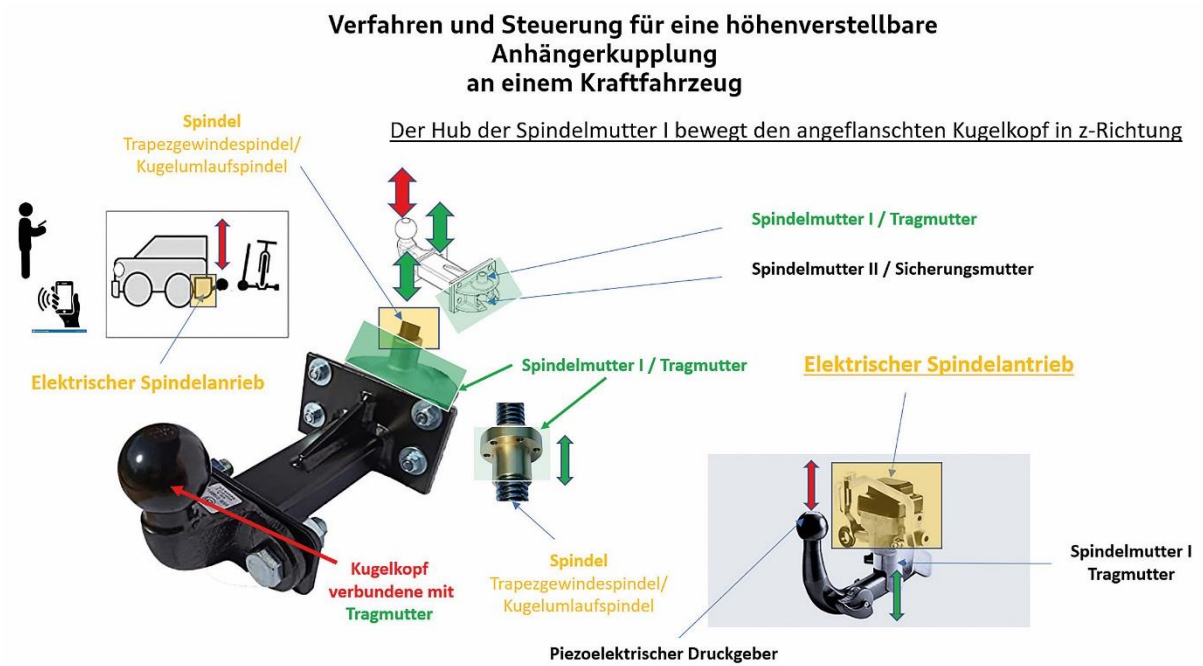 Verfahren und Steuerung für eine höhenverstellbare
Anhängerkupplung
an einem Kraftfahrzeug
Der Hub der Spindelmutter I bewegt den angeflanschten Kugelkopf in z-Richtung
Spindel
Trapezgewindespindel/
Kugelumlaufspindel
Spindelmutter I / Tragmutter
Spindelmutter II / Sicherungsmutter
Elektrischer Spindelanrieb
Spindelmutter I / Tragmutter
Elektrischer Spindelantrieb
Kugelkopf
verbundene mit
Tragmutter
Spindel
Trapezgewindespindel/
Kugelumlaufspindel
Spindelmutter I
Tragmutter
Piezoelektrischer Druckgeber